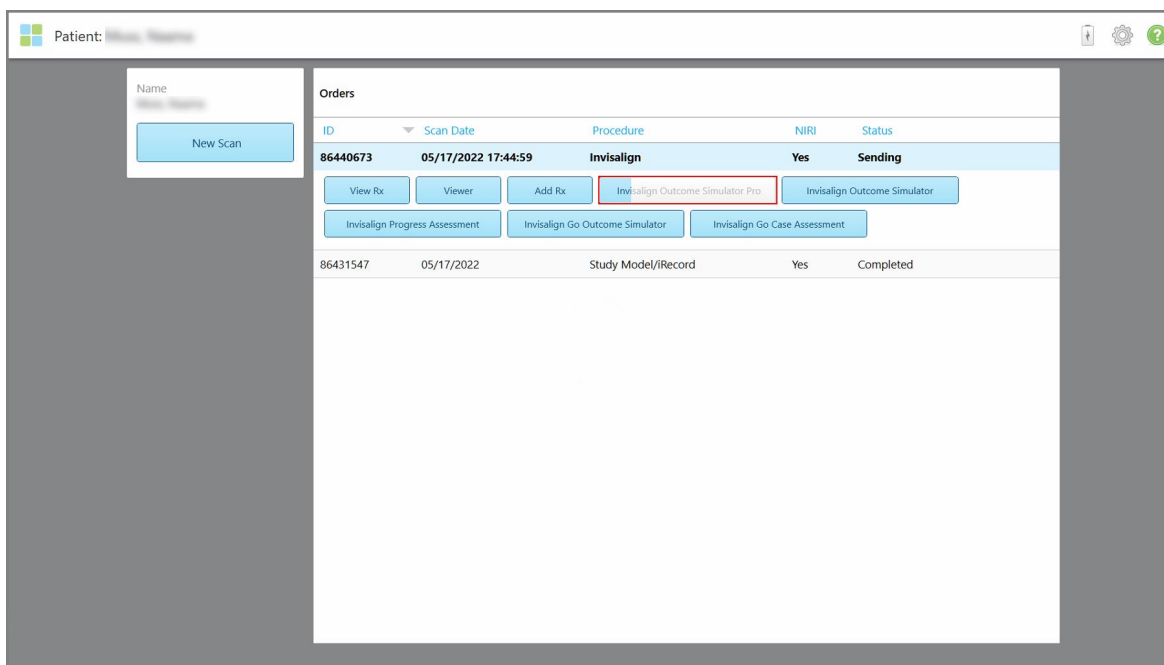 Patient:
Name
New Scan
Orders
ID Scan Date Procedure NIRI Status
86440673 05/17/2022 17:44:59 Invisalign Yes Sending
View Rx Viewer Add Rx Invisalign Outcome Simulator Pro Invisalign Outcome Simulator
Invisalign Progress Assessment Invisalign Go Outcome Simulator Invisalign Go Case Assessment
86431547 05/17/2022 Study Model/iRecord Yes Completed